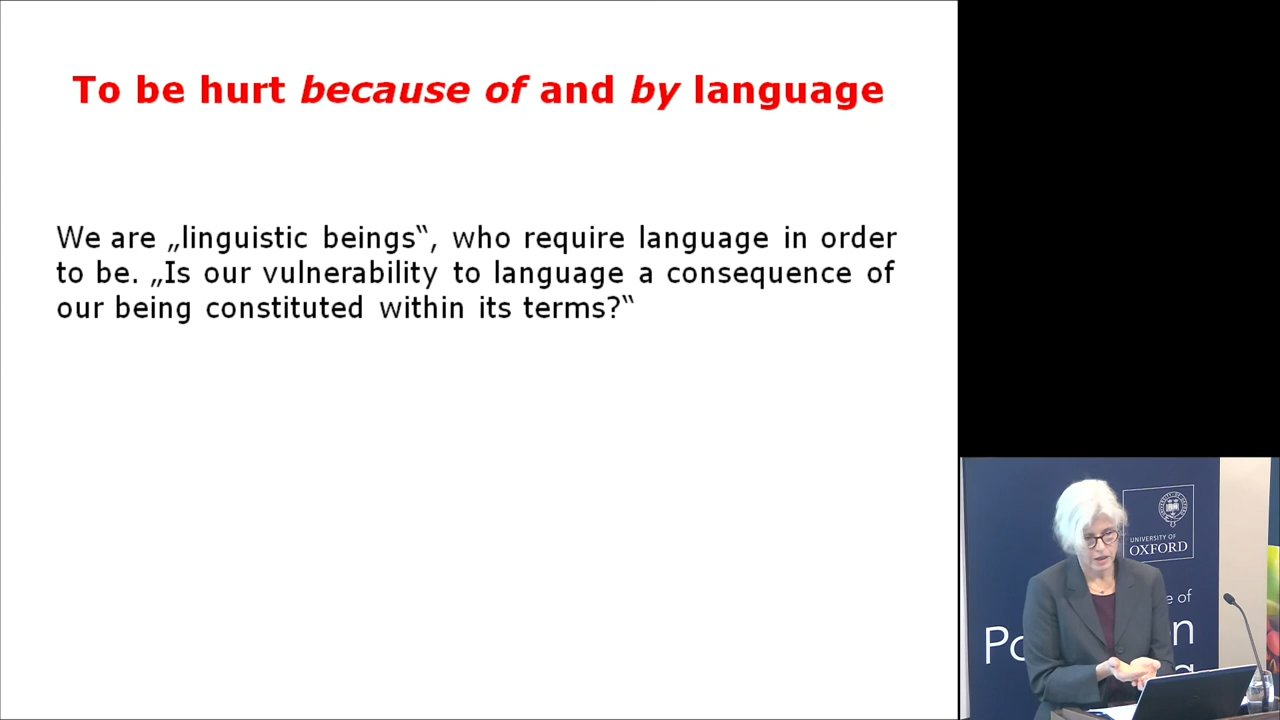 To be hurt because of and by language
We are „linguistic beings‟, who require language in order
to be. „Is our vulnerability to language a consequence of
our being constituted within its terms?‟
UNIVERSITY OF
OXFORD
of